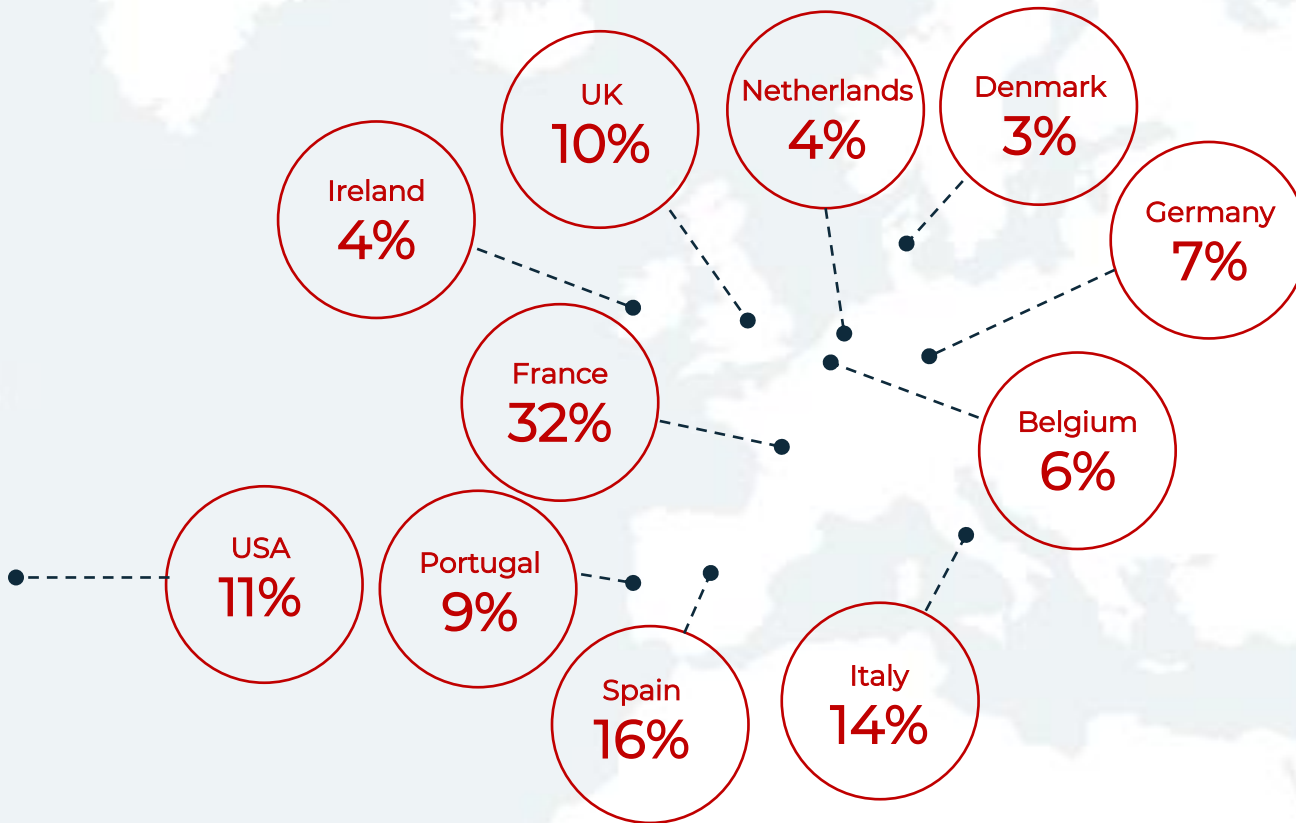 UK
10%
Netherlands
4%
Denmark
3%
Ireland
4%
Germany
7%
France
32%
Belgium
6%
USA
11%
Portugal
9%
Spain
16%
Italy
14%